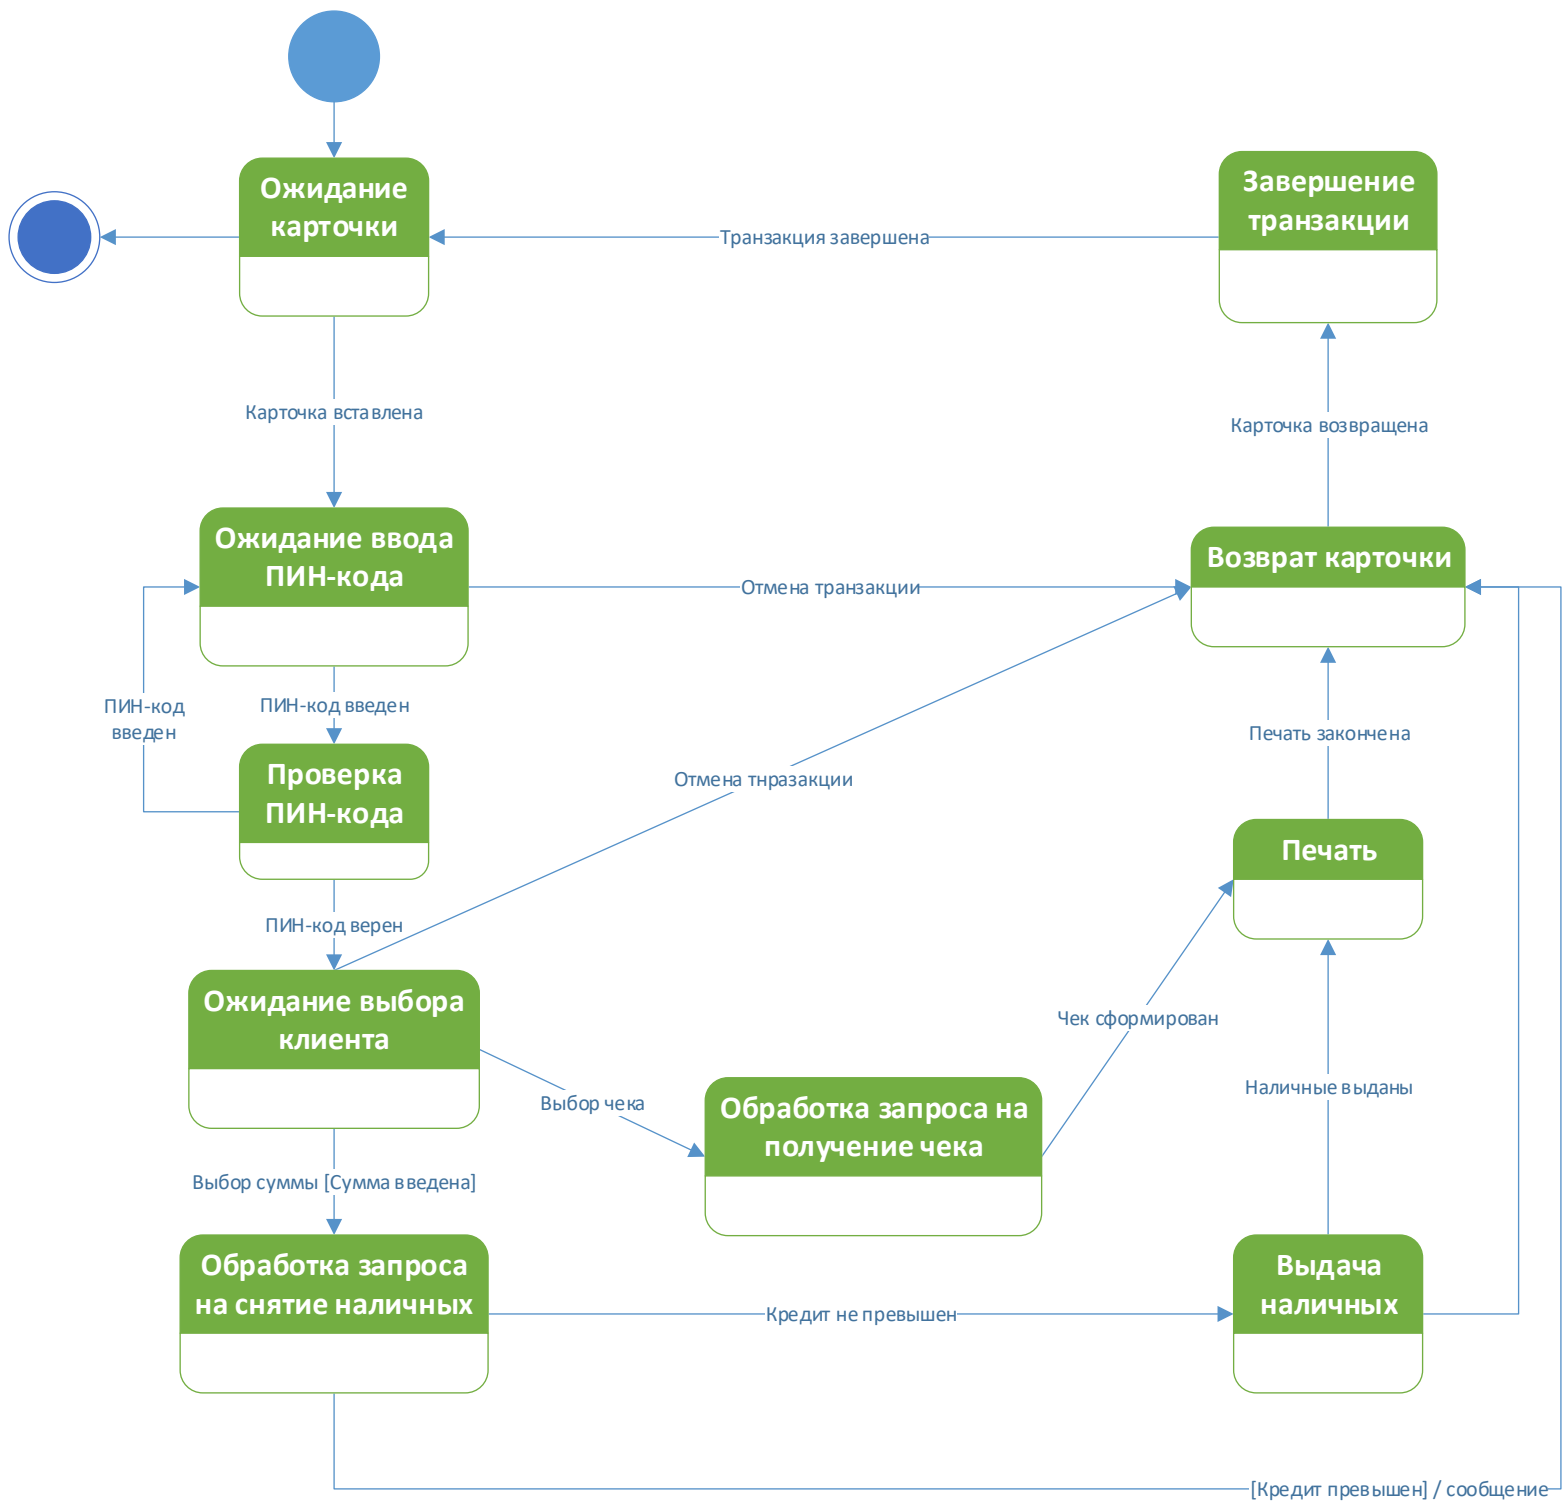 Ожидание
карточки
Завершение
транзакции
Транзакция завершена
Карточка вставлена
Карточка возвращена
Ожидание ввода
ПИН-кода
Возврат карточки
Отмена транзакции
ПИН-код
введен
ПИН-код введен
Печать закончена
Проверка
ПИН-кода
Отмена тнразакции
Печать
ПИН-код верен
Ожидание выбора
клиента
Чек сформирован
Выбор чека
Наличные выданы
Обработка запроса на
получение чека
Выбор суммы [Сумма введена]
Обработка запроса
на снятие наличных
Выдача
наличных
Кредит не превышен
[Кредит превышен] / сообщение